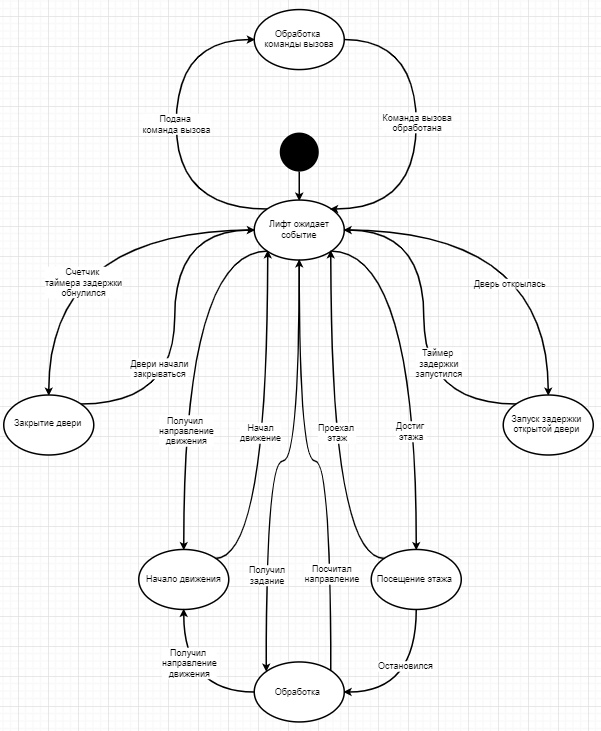 Обработка
команды вызова
Подана
команда вызова
Команда вызова
обработана
Лифт ожидает
событие
Счетчик
таймера задержки
обнулился
Дверь открылась
Двери начали
закрываться
Таймер
задержки
запустился
Закрытие двери
Получил
направление
движения
Начал
движение
Проехал
этаж
Достиг
этажа
Запуск задержки
открытой двери
Начало движения
Получил
задание
Посчитал
направление
Посещение этажа
Получил
направление
движения
Остановился
Обработка